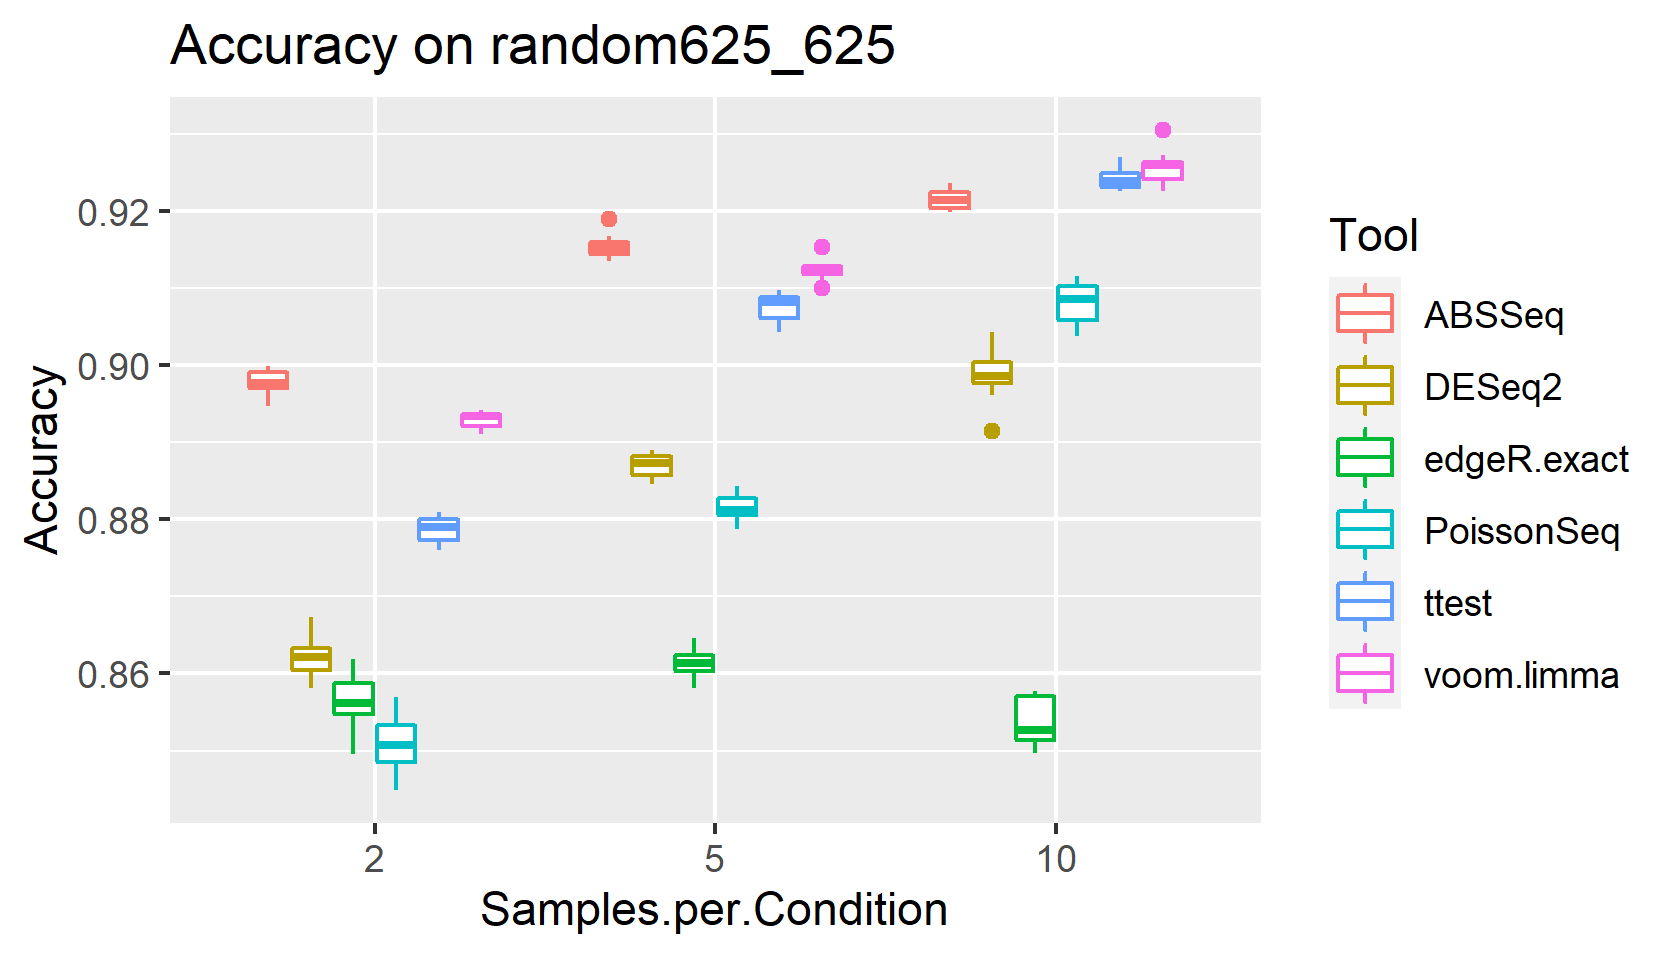 Accuracy on random625_625
0.92
0.90
0.88
0.86
Accuracy
2
5
10
Samples.per.Condition
Tool
ABSSeq
DESeq2
edgeR.exact
PoissonSeq
ttest
voom.limma